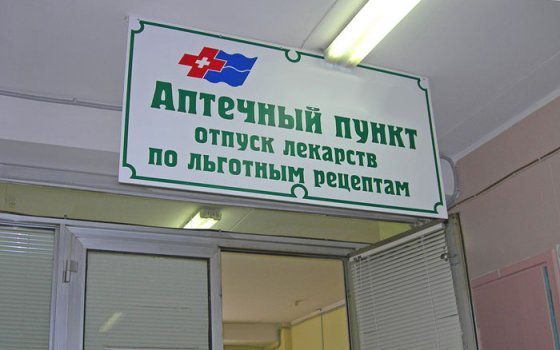 Аптечный пункт
отпуск лекарств
по льготным рецептам